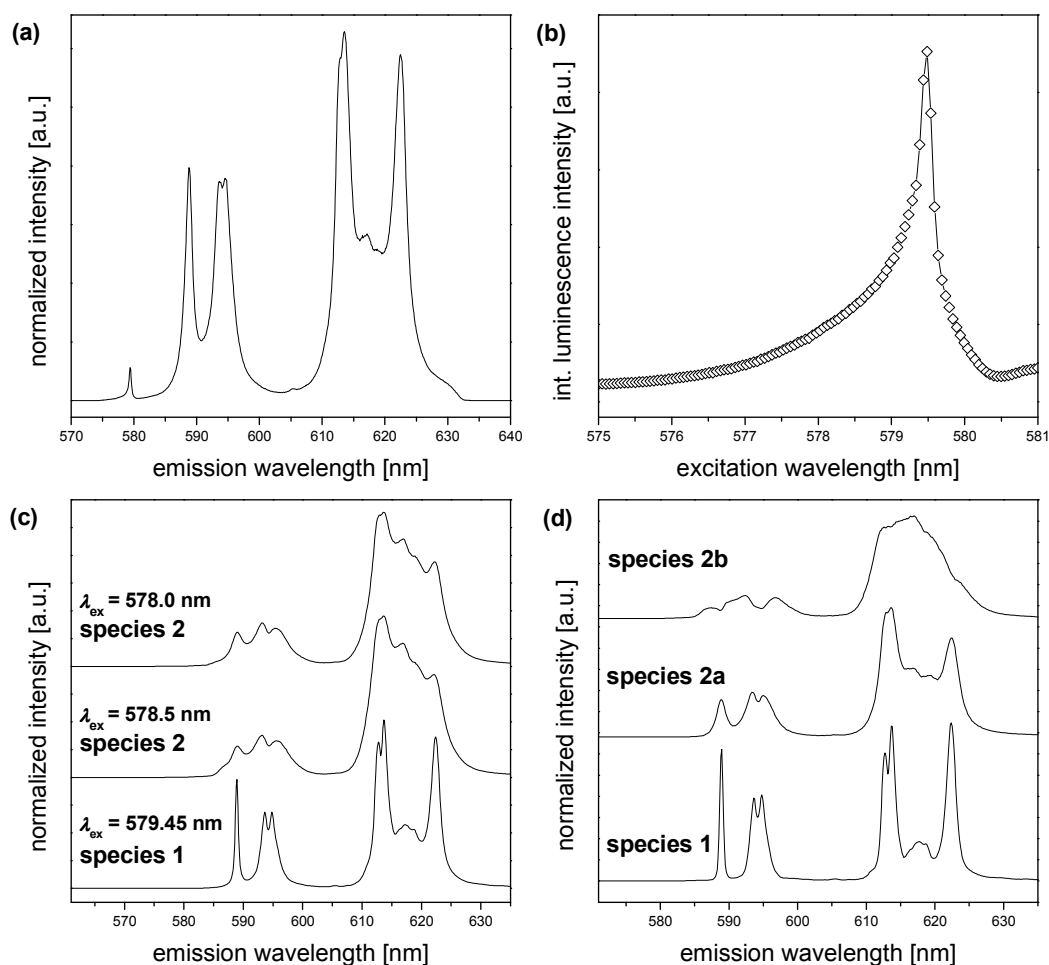 (a)
normalized intensity [a.u.]
570 580 590 600 610 620 630 640
emission wavelength [nm]
(b)
int. luminescence intensity [a.u.]
575 576 577 578 579 580 581
excitation wavelength [nm]
(c)
normalized intensity [a.u.]
λex = 578.0 nm
species 2
λex = 578.5 nm
species 2
λex = 579.45 nm
species 1
570 580 590 600 610 620 630
emission wavelength [nm]
(d)
normalized intensity [a.u.]
species 2b
species 2a
species 1
580 590 600 610 620 630
emission wavelength [nm]